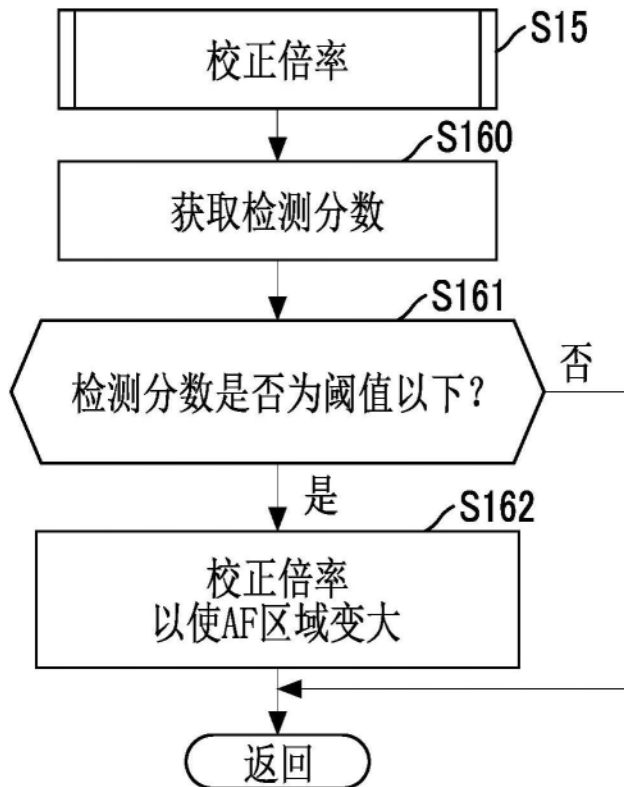 S15
校正倍率
S160
获取检测分数
S161
检测分数是否为阈值以下?
否
是
S162
校正倍率
以使AF区域变大
返回